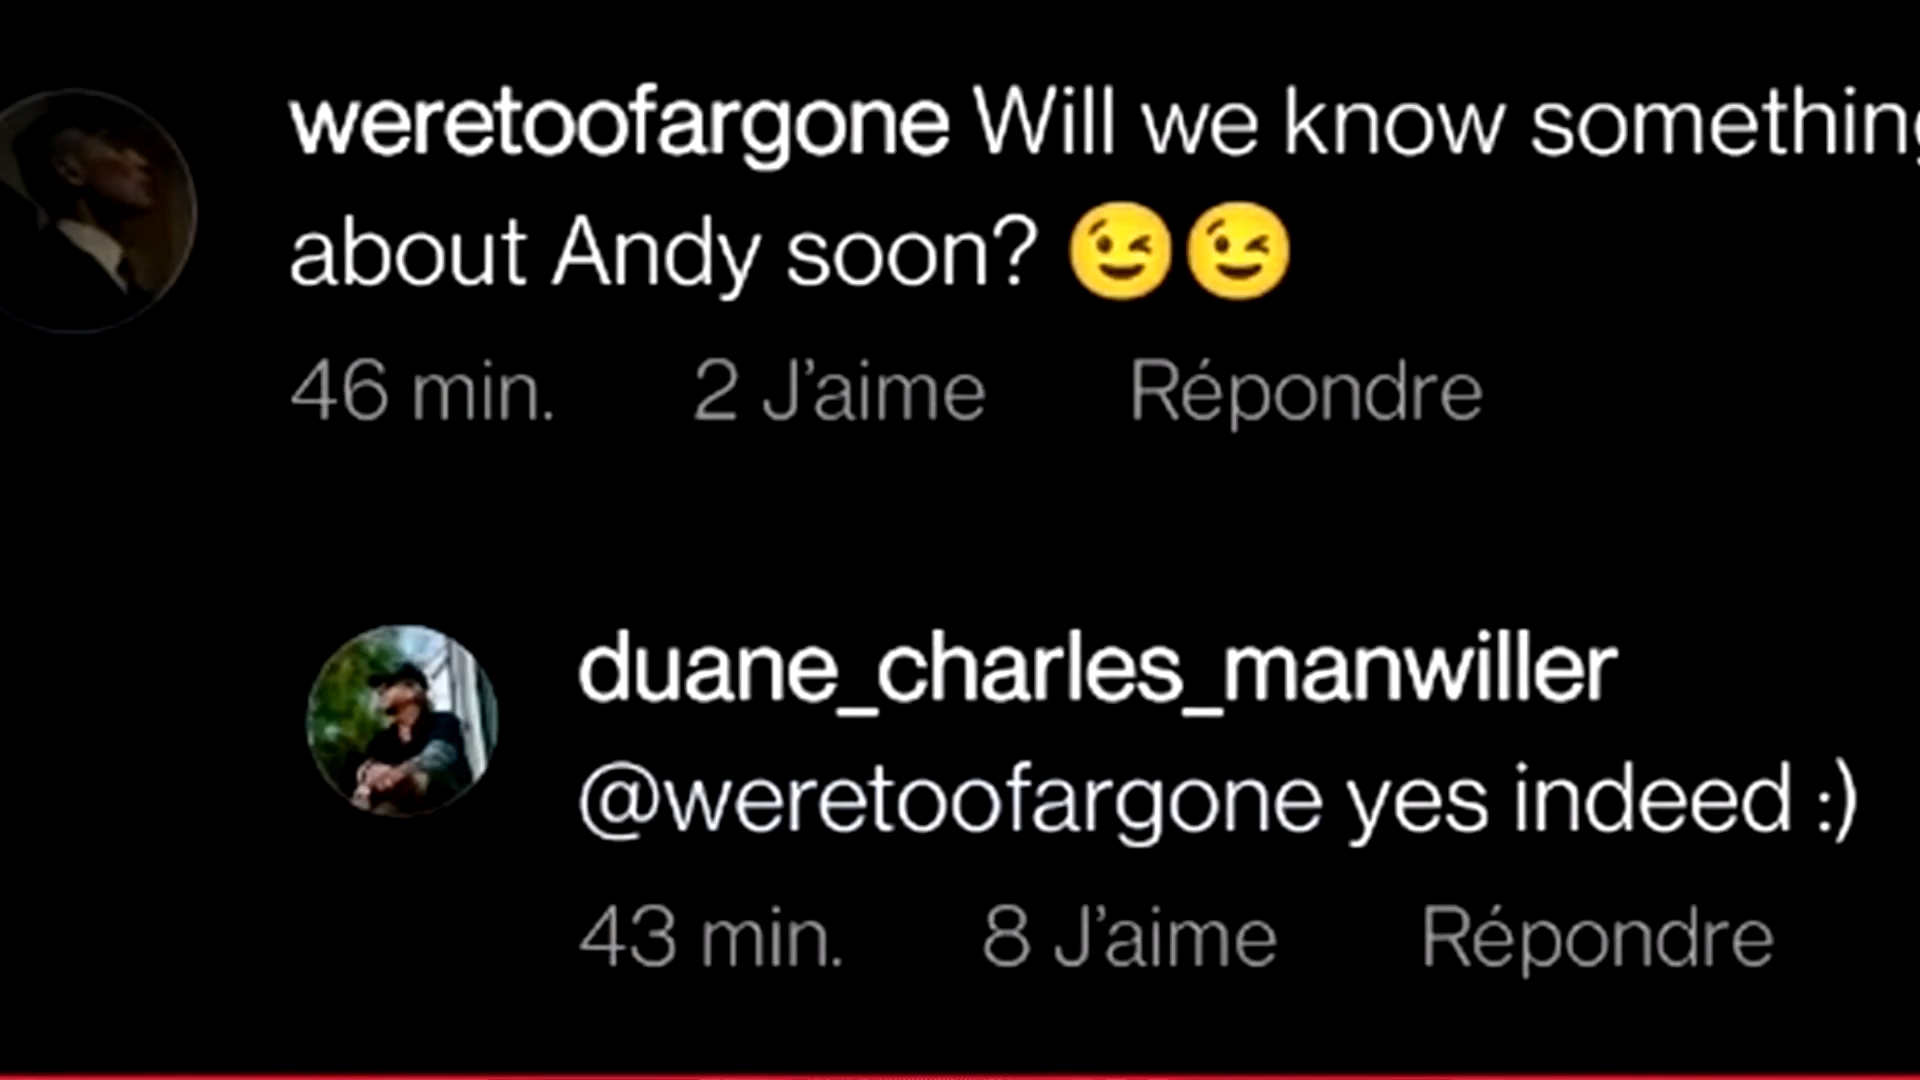 weretoofargone Will we know something
about Andy soon? 😉😉
46 min. 2 J’aime Répondre
duane_charles_manwiller
@weretoofargone yes indeed :)
43 min. 8 J’aime Répondre